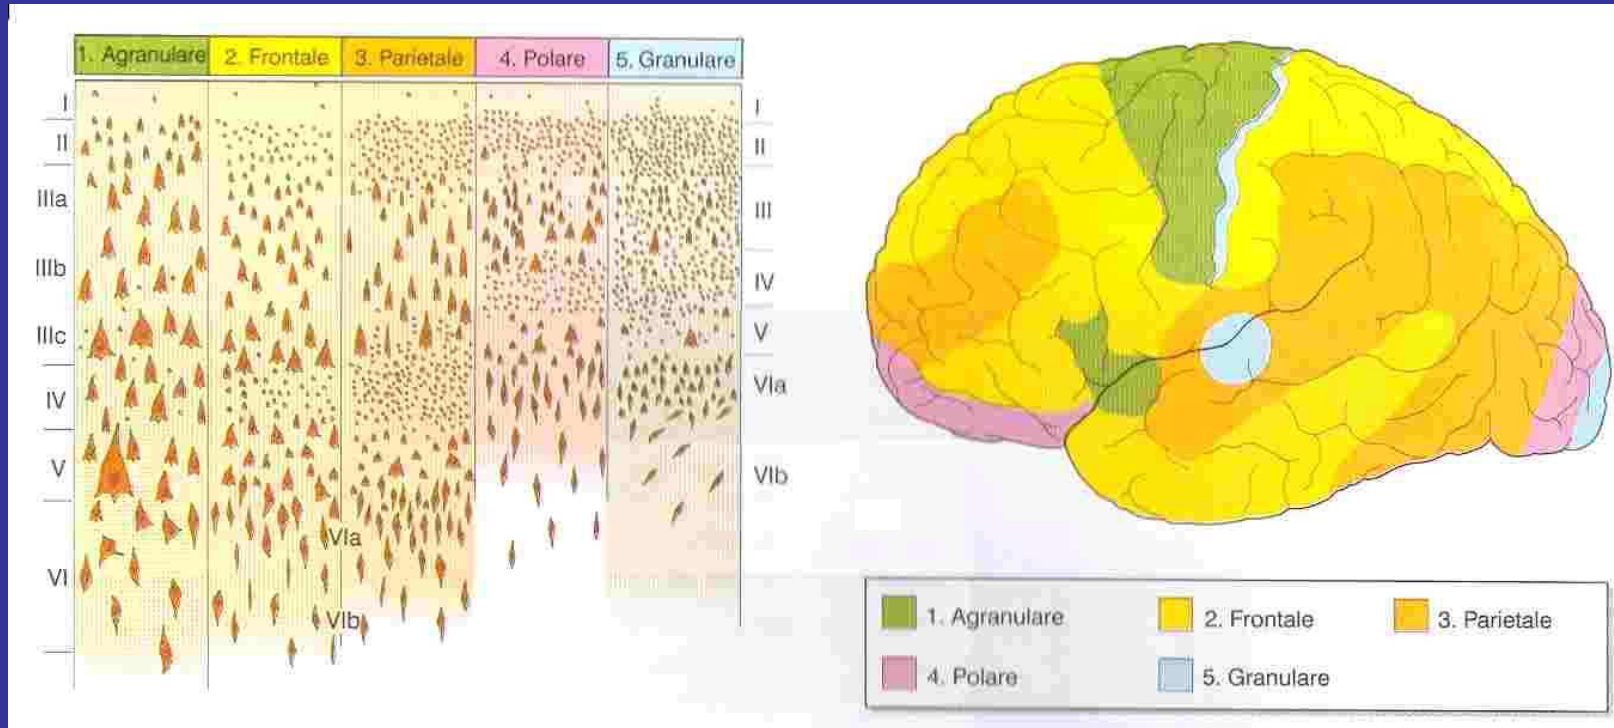 1. Agranulare 2. Frontale 3. Parietale 4. Polare 5. Granulare
I
II
IIIa
IIIb
IIIc
IV
V
VI
VIa
VIb
I
II
III
IV
V
VIa
VIb
1. Agranulare 2. Frontale 3. Parietale
4. Polare 5. Granulare